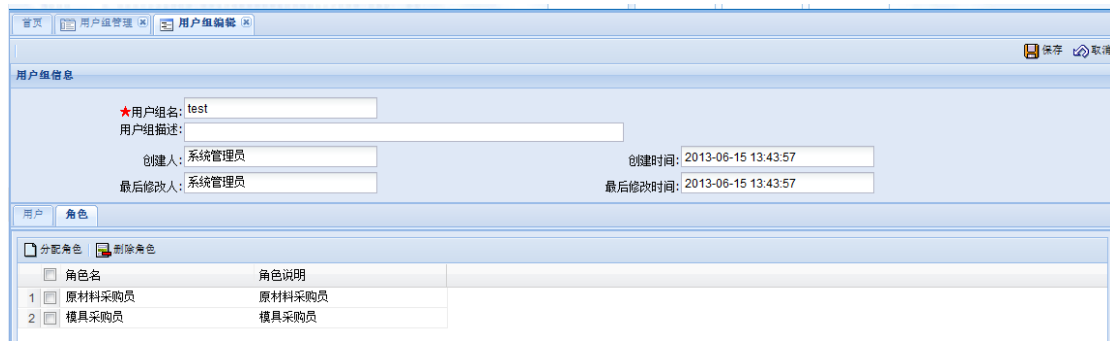 首页 用户组管理 用户组编辑
保存 取消
用户组信息
★用户组名: test
用户组描述:
创建人: 系统管理员 创建时间: 2013-06-15 13:43:57
最后修改人: 系统管理员 最后修改时间: 2013-06-15 13:43:57
用户 角色
分配角色 删除角色
角色名 角色说明
1 原材料采购员 原材料采购员
2 模具采购员 模具采购员